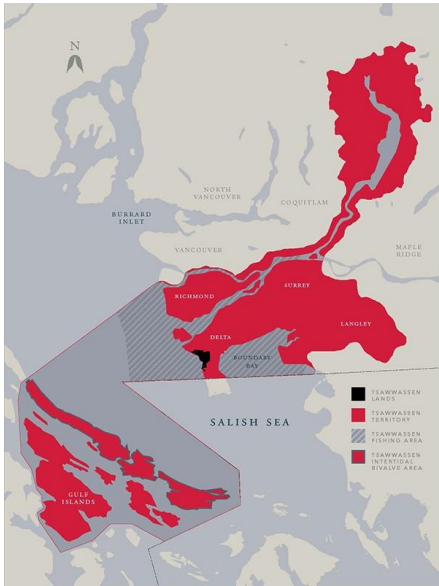 N
NORTH
VANCOUVER
COQUITLAM
BURRARD
INLET
VANCOUVER
MAPLE
RIDGE
RICHMOND
SURREY
LANGLEY
DELTA
BOUNDARY
BAY
SALISH SEA
GULF
ISLANDS
TSAWWASSEN
LANDS
TSAWWASSEN
TERRITORY
TSAWWASSEN
FISHING AREA
TSAWWASSEN
INTERTIDAL
BIVALVE AREA